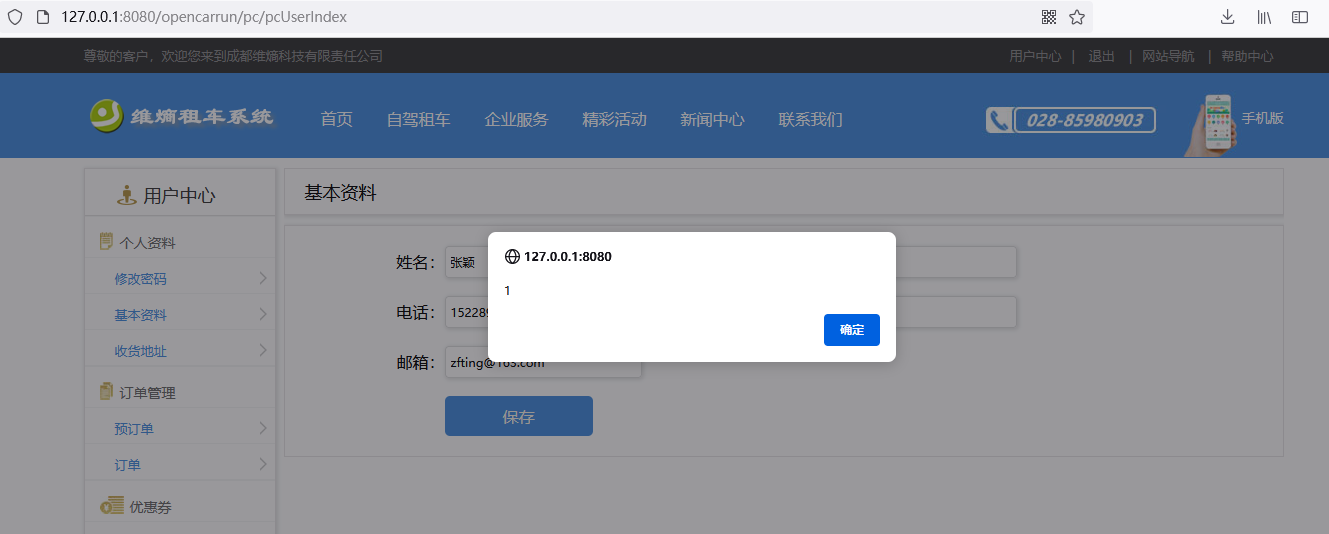 127.0.0.1:8080/opencarrun/pc/pcUserIndex
尊敬的客户，欢迎您来到成都维熵科技有限责任公司
用户中心 | 退出 | 网站导航 | 帮助中心
维熵租车系统 首页 自驾租车 企业服务 精彩活动 新闻中心 联系我们 028-85980903 手机版
用户中心
个人资料
修改密码
基本资料
收货地址
订单管理
预订单
订单
优惠券
基本资料
姓名： 张颖
电话： 15228
邮箱： zfting@163.com
保存
127.0.0.1:8080
1
确定